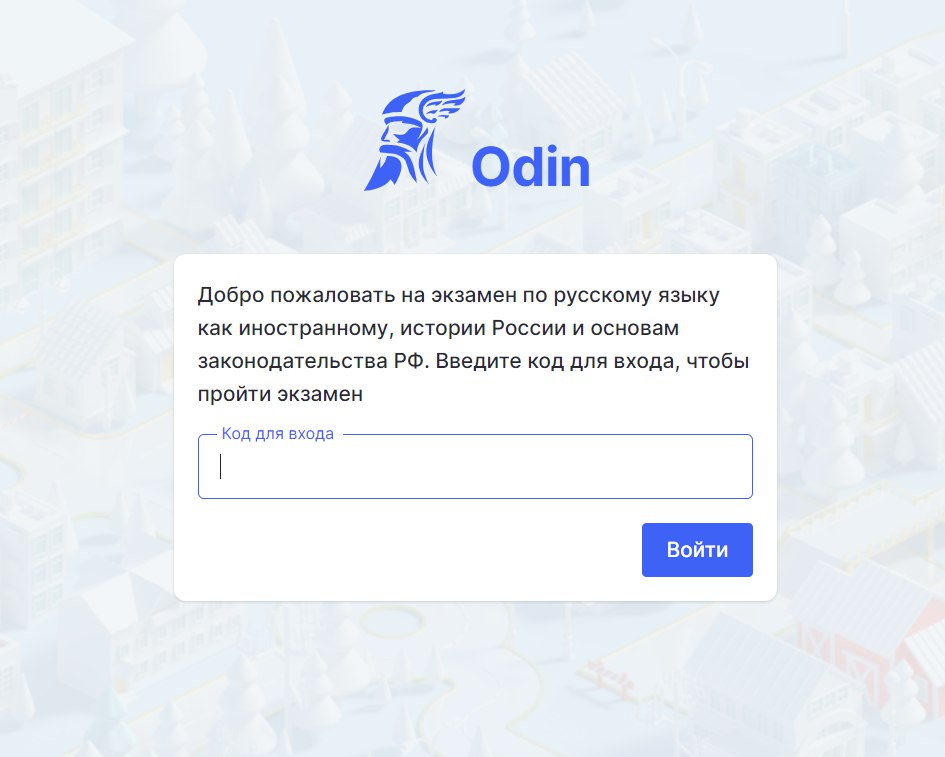 Odin
Добро пожаловать на экзамен по русскому языку
как иностранному, истории России и основам
законодательства РФ. Введите код для входа, чтобы
пройти экзамен
Код для входа
Войти